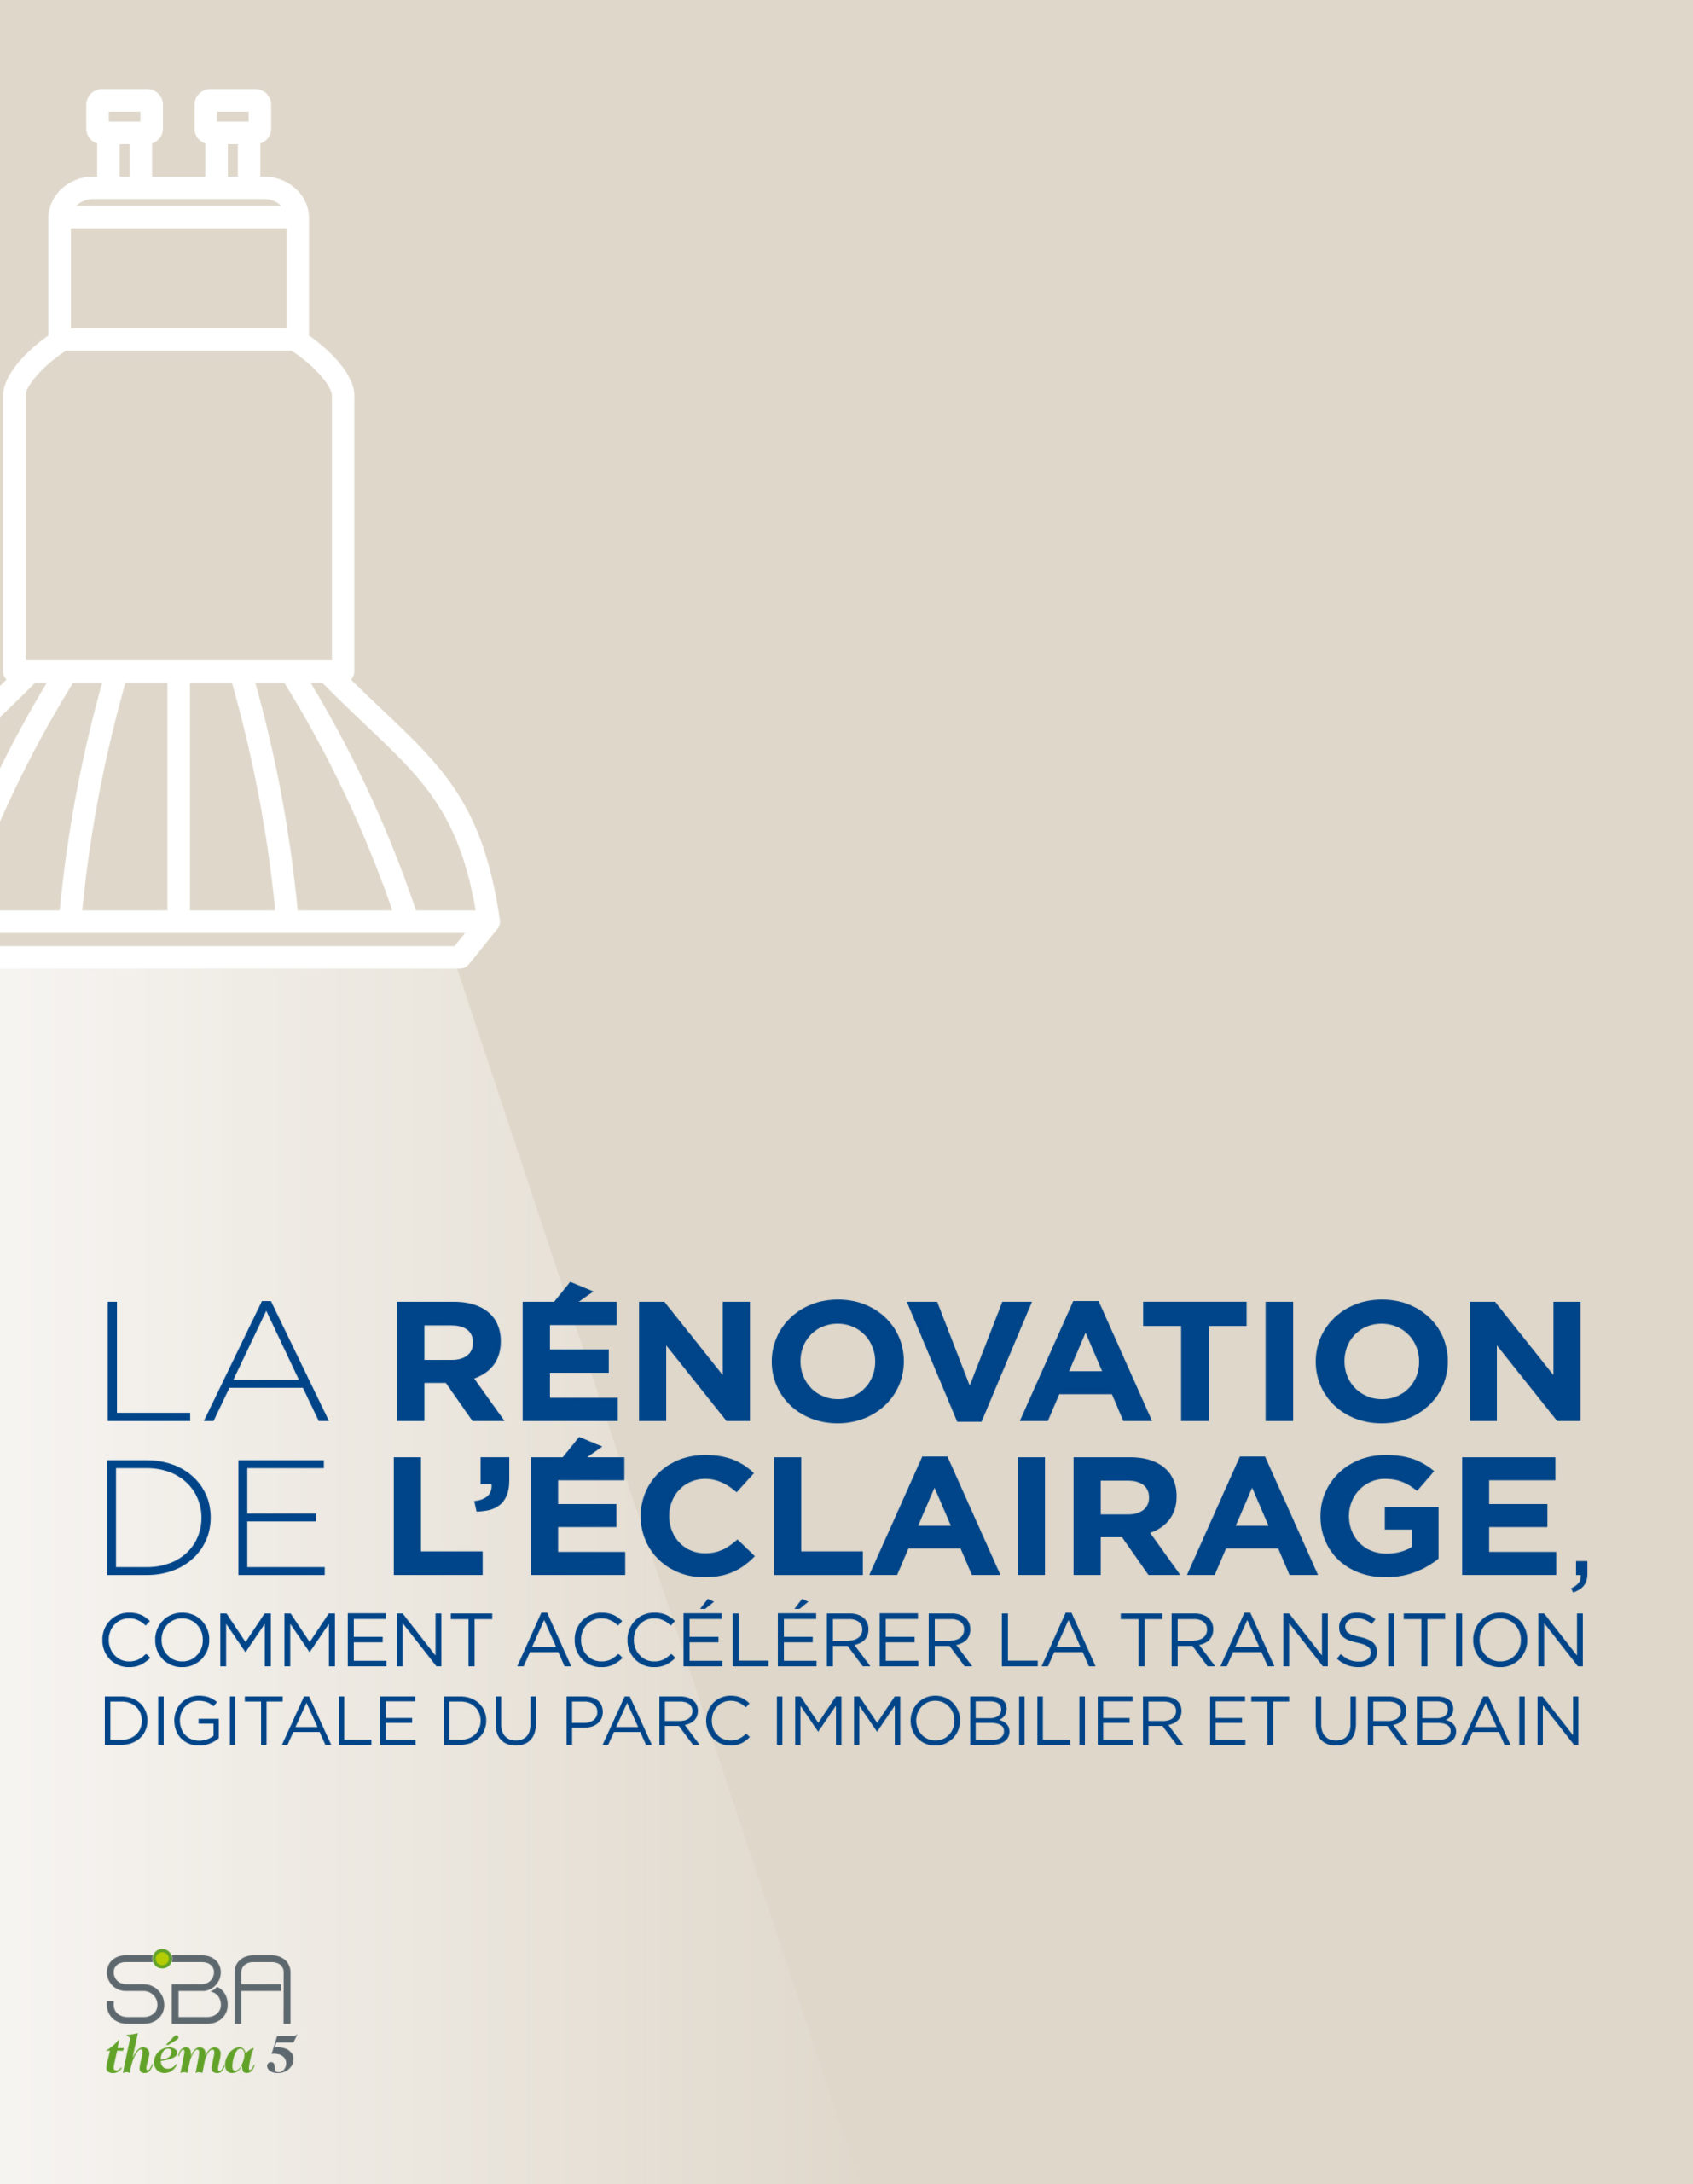 LA RÉNOVATION
DE L’ÉCLAIRAGE,
COMMENT ACCÉLÉRER LA TRANSITION
DIGITALE DU PARC IMMOBILIER ET URBAIN
SBA
théma 5